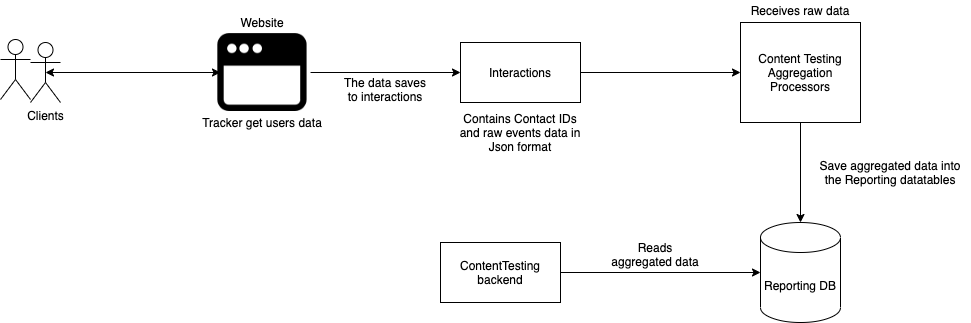 Website
Receives raw data
Clients
Tracker get users data
The data saves
to interactions
Interactions
Contains Contact IDs
and raw events data in
Json format
Content Testing
Aggregation
Processors
Save aggregated data into
the Reporting datatables
ContentTesting
backend
Reads
aggregated data
Reporting DB